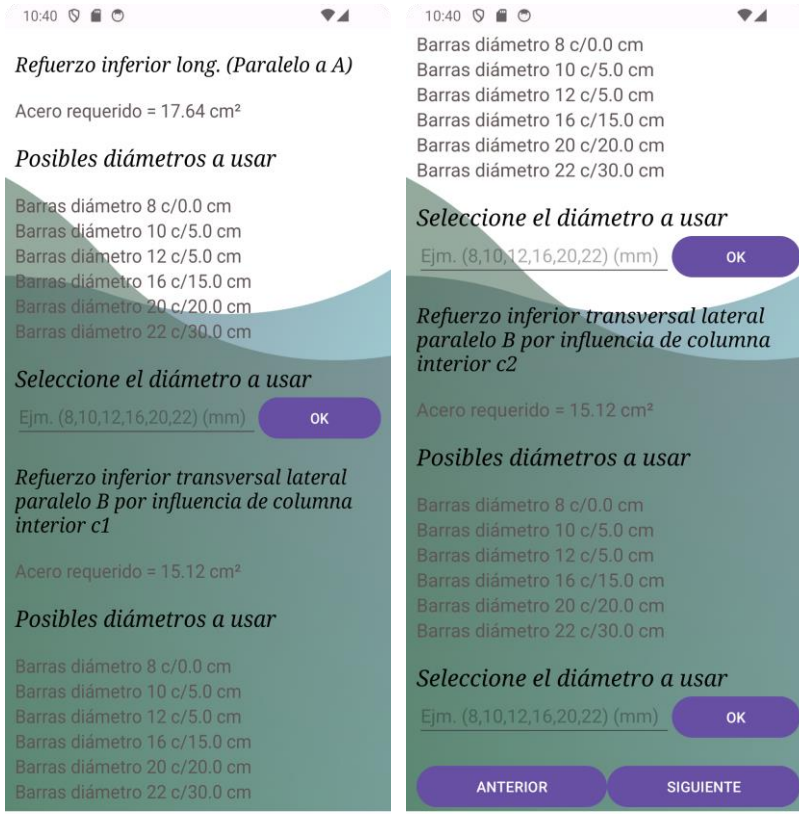 10:40
Refuerzo inferior long. (Paralelo a A)
Acero requerido = 17.64 cm²
Posibles diámetros a usar
Barras diámetro 8 c/0.0 cm
Barras diámetro 10 c/5.0 cm
Barras diámetro 12 c/5.0 cm
Barras diámetro 16 c/15.0 cm
Barras diámetro 20 c/20.0 cm
Barras diámetro 22 c/30.0 cm
Seleccione el diámetro a usar
Ejm. (8,10,12,16,20,22) (mm) OK
Refuerzo inferior transversal lateral
paralelo B por influencia de columna
interior c1
Acero requerido = 15.12 cm²
Posibles diámetros a usar
Barras diámetro 8 c/0.0 cm
Barras diámetro 10 c/5.0 cm
Barras diámetro 12 c/5.0 cm
Barras diámetro 16 c/15.0 cm
Barras diámetro 20 c/20.0 cm
Barras diámetro 22 c/30.0 cm
10:40
Barras diámetro 8 c/0.0 cm
Barras diámetro 10 c/5.0 cm
Barras diámetro 12 c/5.0 cm
Barras diámetro 16 c/15.0 cm
Barras diámetro 20 c/20.0 cm
Barras diámetro 22 c/30.0 cm
Seleccione el diámetro a usar
Ejm. (8,10,12,16,20,22) (mm) OK
Refuerzo inferior transversal lateral
paralelo B por influencia de columna
interior c2
Acero requerido = 15.12 cm²
Posibles diámetros a usar
Barras diámetro 8 c/0.0 cm
Barras diámetro 10 c/5.0 cm
Barras diámetro 12 c/5.0 cm
Barras diámetro 16 c/15.0 cm
Barras diámetro 20 c/20.0 cm
Barras diámetro 22 c/30.0 cm
Seleccione el diámetro a usar
Ejm. (8,10,12,16,20,22) (mm) OK
ANTERIOR SIGUIENTE